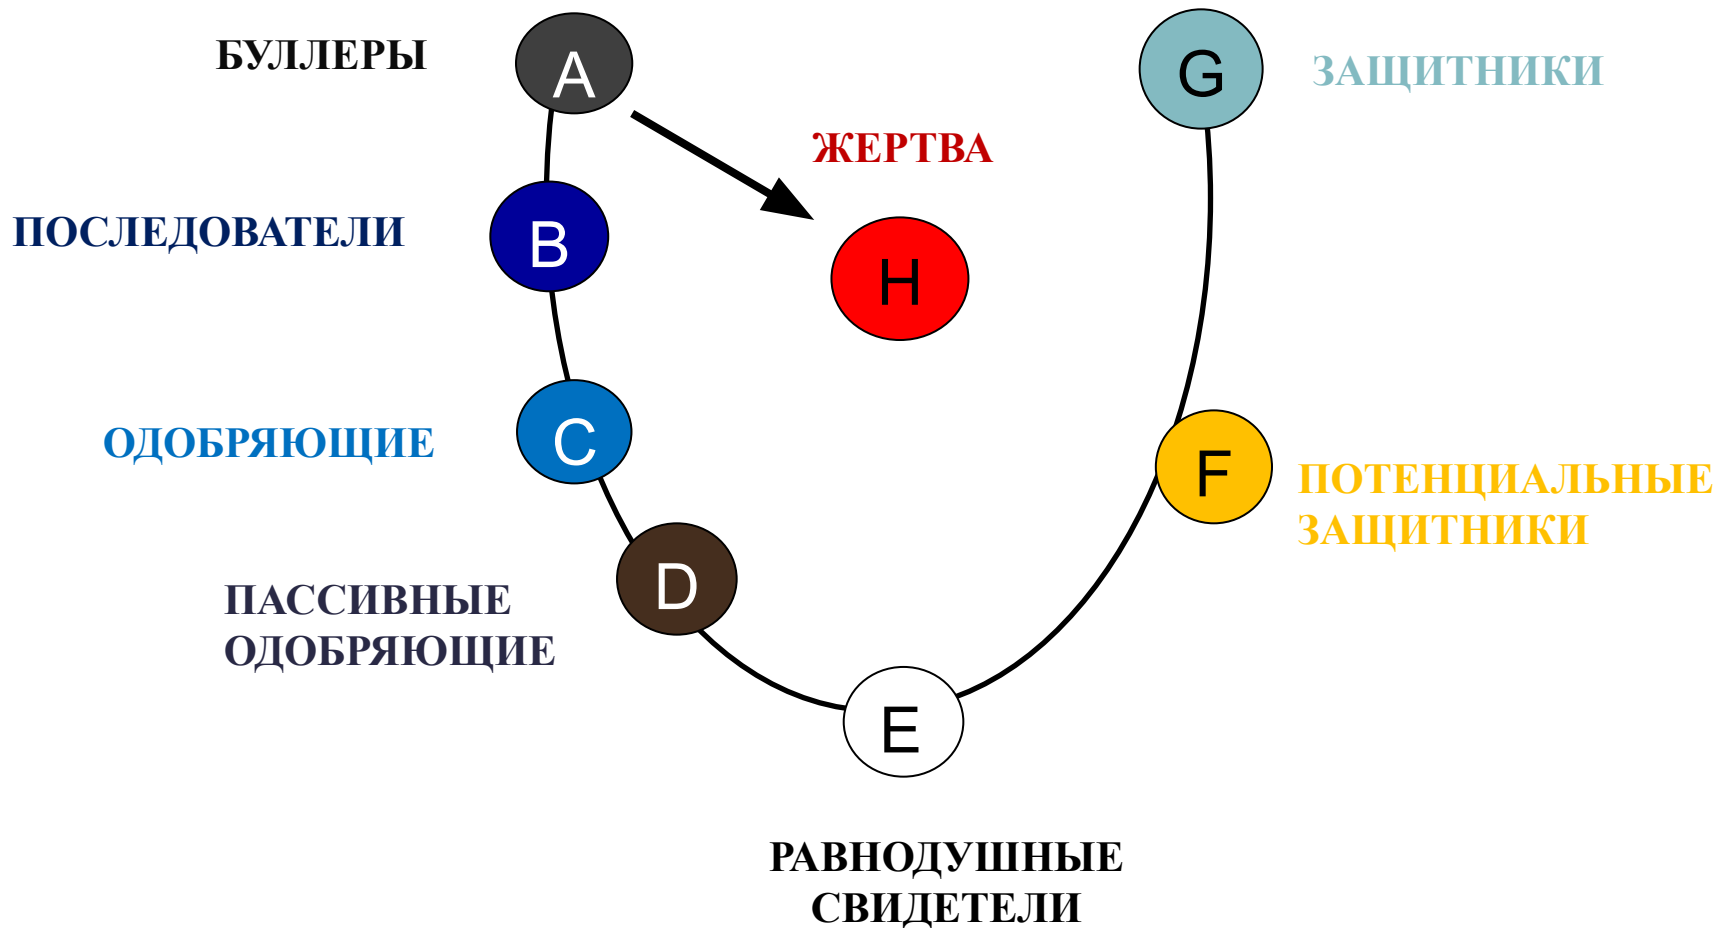 БУЛЛЕРЫ
A
G
ЗАЩИТНИКИ
ЖЕРТВА
ПОСЛЕДОВАТЕЛИ
B
H
ОДОБРЯЮЩИЕ
C
F
ПОТЕНЦИАЛЬНЫЕ
ЗАЩИТНИКИ
D
ПАССИВНЫЕ
ОДОБРЯЮЩИЕ
E
РАВНОДУШНЫЕ
СВИДЕТЕЛИ